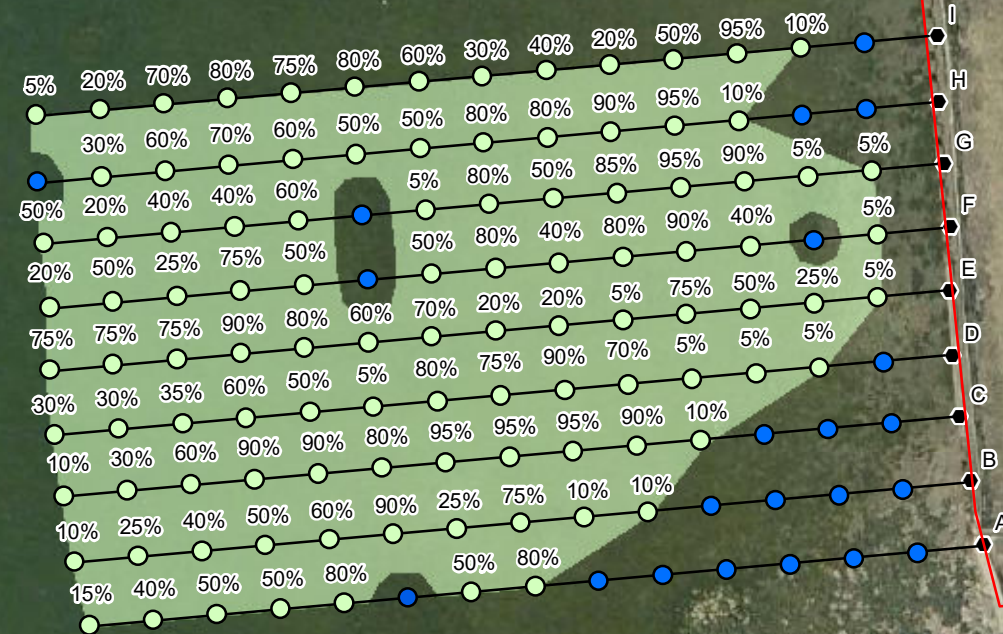 I
5% 20% 70% 80% 75% 80% 60% 30% 40% 20% 50% 95% 10%
H
30% 60% 70% 60% 50% 50% 80% 80% 90% 95% 10%
G
50% 20% 40% 40% 60% 5% 80% 50% 85% 95% 90% 5% 5%
F
20% 50% 25% 75% 50% 50% 80% 40% 80% 90% 40% 5%
E
75% 75% 75% 90% 80% 60% 70% 20% 20% 5% 75% 50% 25% 5%
D
30% 30% 35% 60% 50% 5% 80% 75% 90% 70% 5% 5% 5%
C
10% 30% 60% 90% 90% 80% 95% 95% 95% 90% 10%
B
10% 25% 40% 50% 60% 90% 25% 75% 10% 10%
A
15% 40% 50% 50% 80% 50% 80%